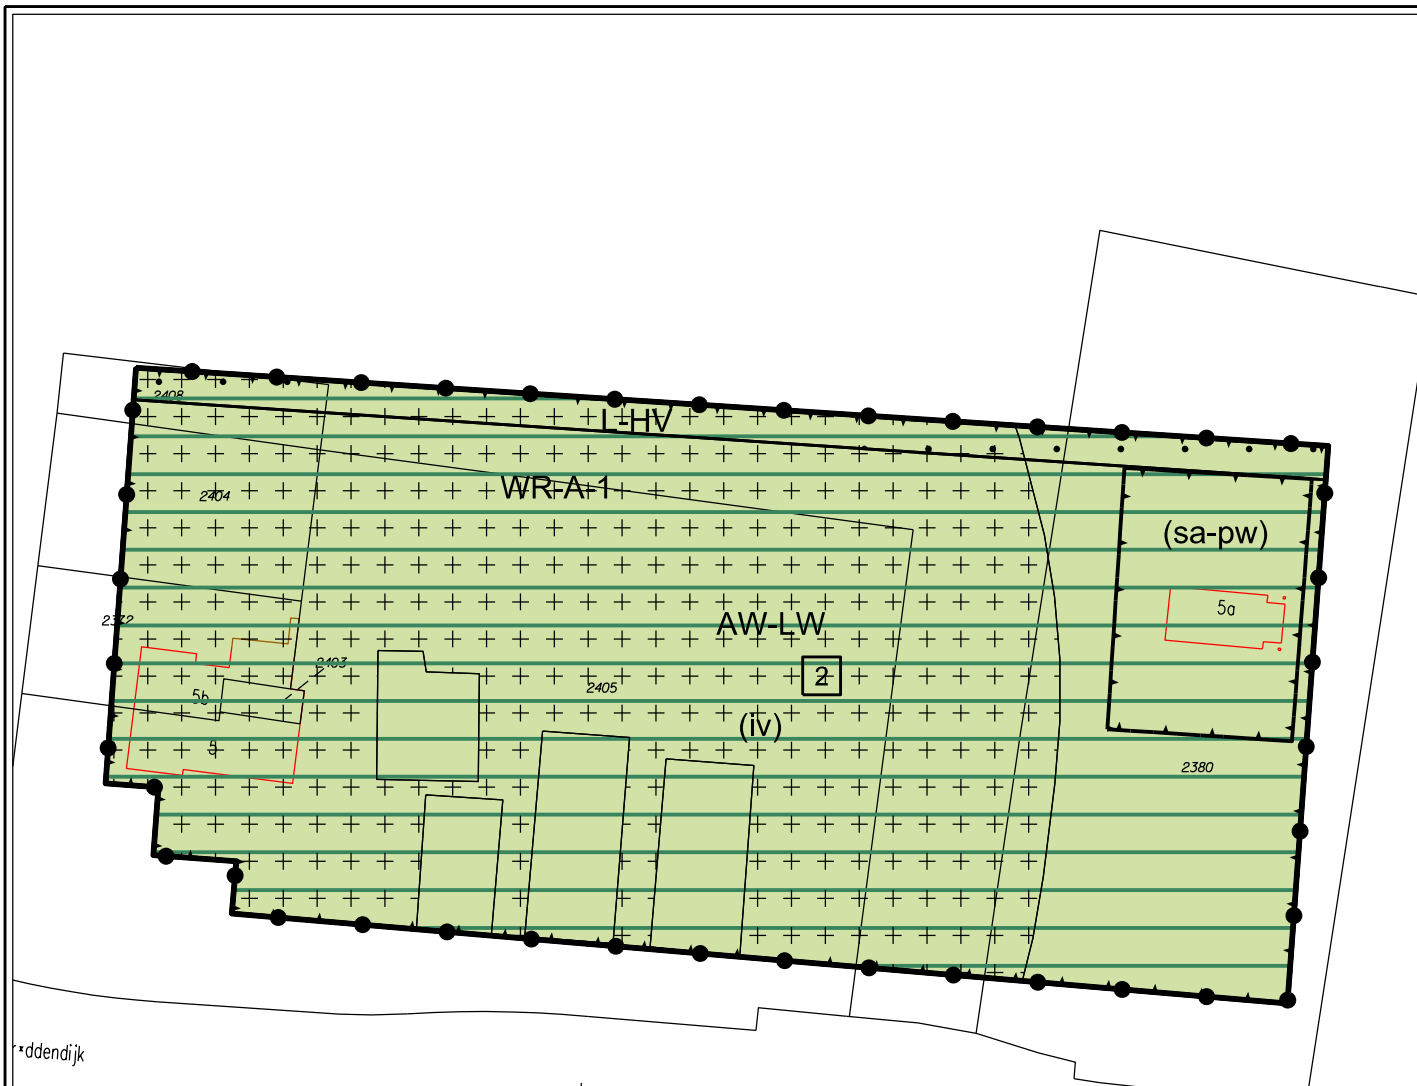 2408
L-HV
WR-A-1
2404
(sa-pw)
5a
2372
AW-LW
2403
2
5b
2405
(iv)
5
2380
ddendijk